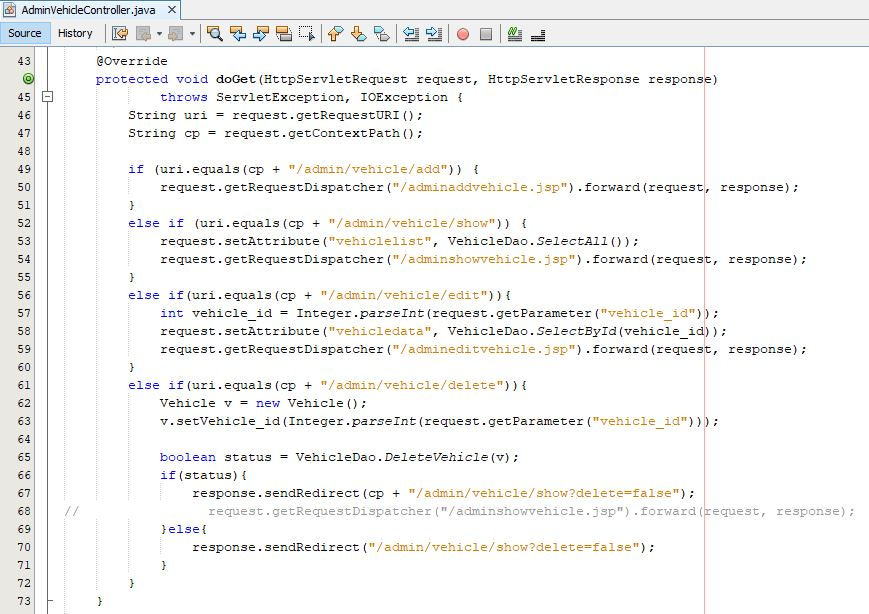 AdminVehicleController.java
Source History
43 @Override
protected void doGet(HttpServletRequest request, HttpServletResponse response)
45 throws ServletException, IOException {
46 String uri = request.getRequestURI();
47 String cp = request.getContextPath();
48
49 if (uri.equals(cp + "/admin/vehicle/add")) {
50 request.getRequestDispatcher("/adminaddvehicle.jsp").forward(request, response);
51 }
52 else if (uri.equals(cp + "/admin/vehicle/show")) {
53 request.setAttribute("vehiclelist", VehicleDao.SelectAll());
54 request.getRequestDispatcher("/adminshowvehicle.jsp").forward(request, response);
55 }
56 else if(uri.equals(cp + "/admin/vehicle/edit")){
57 int vehicle_id = Integer.parseInt(request.getParameter("vehicle_id"));
58 request.setAttribute("vehicledata", VehicleDao.SelectById(vehicle_id));
59 request.getRequestDispatcher("/admineditvehicle.jsp").forward(request, response);
60 }
61 else if(uri.equals(cp + "/admin/vehicle/delete")){
62 Vehicle v = new Vehicle();
63 v.setVehicle_id(Integer.parseInt(request.getParameter("vehicle_id")));
64
65 boolean status = VehicleDao.DeleteVehicle(v);
66 if(status){
67 response.sendRedirect(cp + "/admin/vehicle/show?delete=false");
68 // request.getRequestDispatcher("/adminshowvehicle.jsp").forward(request, response);
69 }else{
70 response.sendRedirect("/admin/vehicle/show?delete=false");
71 }
72 }
73 }